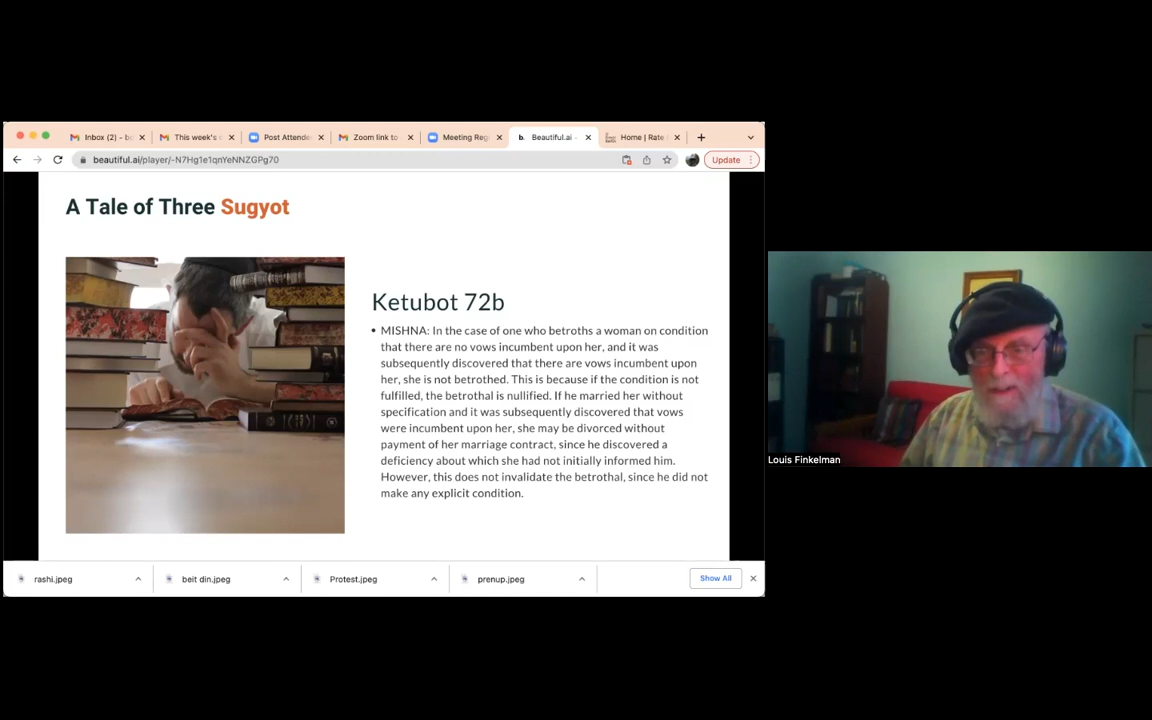 Inbox (2) - bo
This week's c
Post Attende
Zoom link to
Meeting Reg
b. Beautiful.ai -
Home | Rate
beautiful.ai/player/-N7Hg1e1qnYeNNZGPg70
Update
A Tale of Three Sugyot
Ketubot 72b
• MISHNA: In the case of one who betroths a woman on condition
that there are no vows incumbent upon her, and it was
subsequently discovered that there are vows incumbent upon
her, she is not betrothed. This is because if the condition is not
fulfilled, the betrothal is nullified. If he married her without
specification and it was subsequently discovered that vows
were incumbent upon her, she may be divorced without
payment of her marriage contract, since he discovered a
deficiency about which she had not initially informed him.
However, this does not invalidate the betrothal, since he did not
make any explicit condition.
Louis Finkelman
rashi.jpeg
beit din.jpeg
Protest.jpeg
prenup.jpeg
Show All